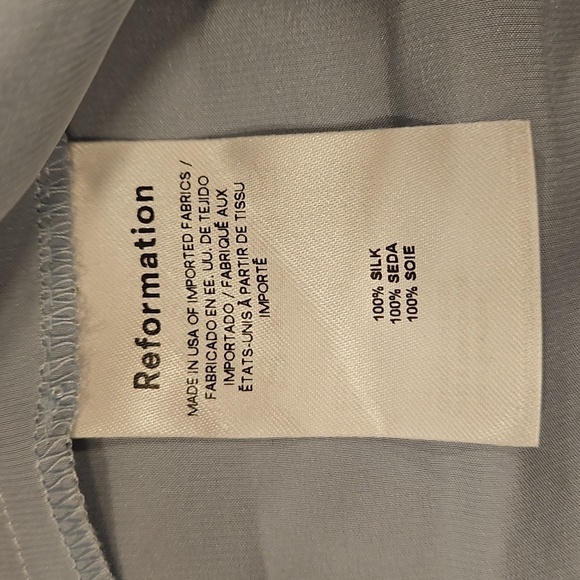 Reformation
MADE IN USA OF IMPORTED FABRICS /
FABRICADO EN EE. UU. DE TEJIDO
IMPORTADO / FABRIQUÉ AUX
ÉTATS-UNIS À PARTIR DE TISSU
IMPORTÉ
100% SILK
100% SEDA
100% SOIE